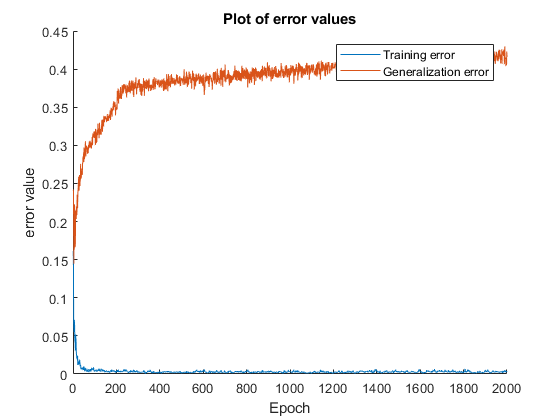 Plot of error values
Training error
Generalization error
0.45
0.4
0.35
0.3
0.25
0.2
0.15
0.1
0.05
0
error value
0 200 400 600 800 1000 1200 1400 1600 1800 2000
Epoch